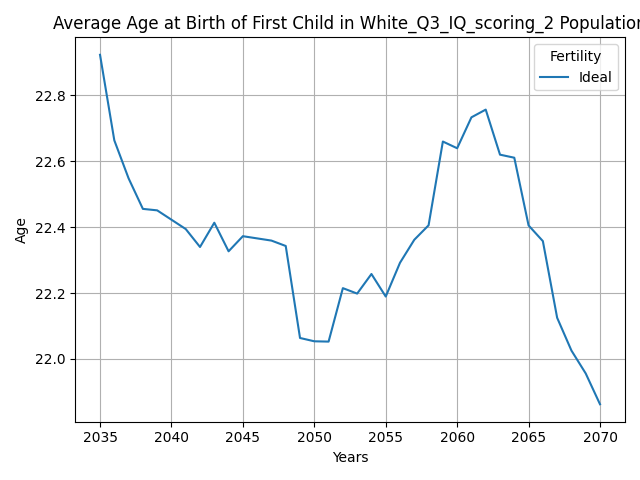 Average Age at Birth of First Child in White_Q3_IQ_scoring_2 Population
Fertility
Ideal
22.8
22.6
22.4
22.2
22.0
Age
2035 2040 2045 2050 2055 2060 2065 2070
Years